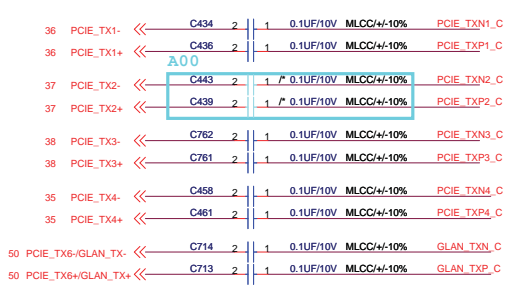 36 PCIE_TX1- C434 2 1 0.1UF/10V MLCC/+/-10% PCIE_TXN1_C
36 PCIE_TX1+ C436 2 1 0.1UF/10V MLCC/+/-10% PCIE_TXP1_C
A00
37 PCIE_TX2- C443 2 1 /* 0.1UF/10V MLCC/+/-10% PCIE_TXN2_C
37 PCIE_TX2+ C439 2 1 /* 0.1UF/10V MLCC/+/-10% PCIE_TXP2_C
38 PCIE_TX3- C762 2 1 0.1UF/10V MLCC/+/-10% PCIE_TXN3_C
38 PCIE_TX3+ C761 2 1 0.1UF/10V MLCC/+/-10% PCIE_TXP3_C
35 PCIE_TX4- C458 2 1 0.1UF/10V MLCC/+/-10% PCIE_TXN4_C
35 PCIE_TX4+ C461 2 1 0.1UF/10V MLCC/+/-10% PCIE_TXP4_C
50 PCIE_TX6-/GLAN_TX- C714 2 1 0.1UF/10V MLCC/+/-10% GLAN_TXN_C
50 PCIE_TX6+/GLAN_TX+ C713 2 1 0.1UF/10V MLCC/+/-10% GLAN_TXP_C